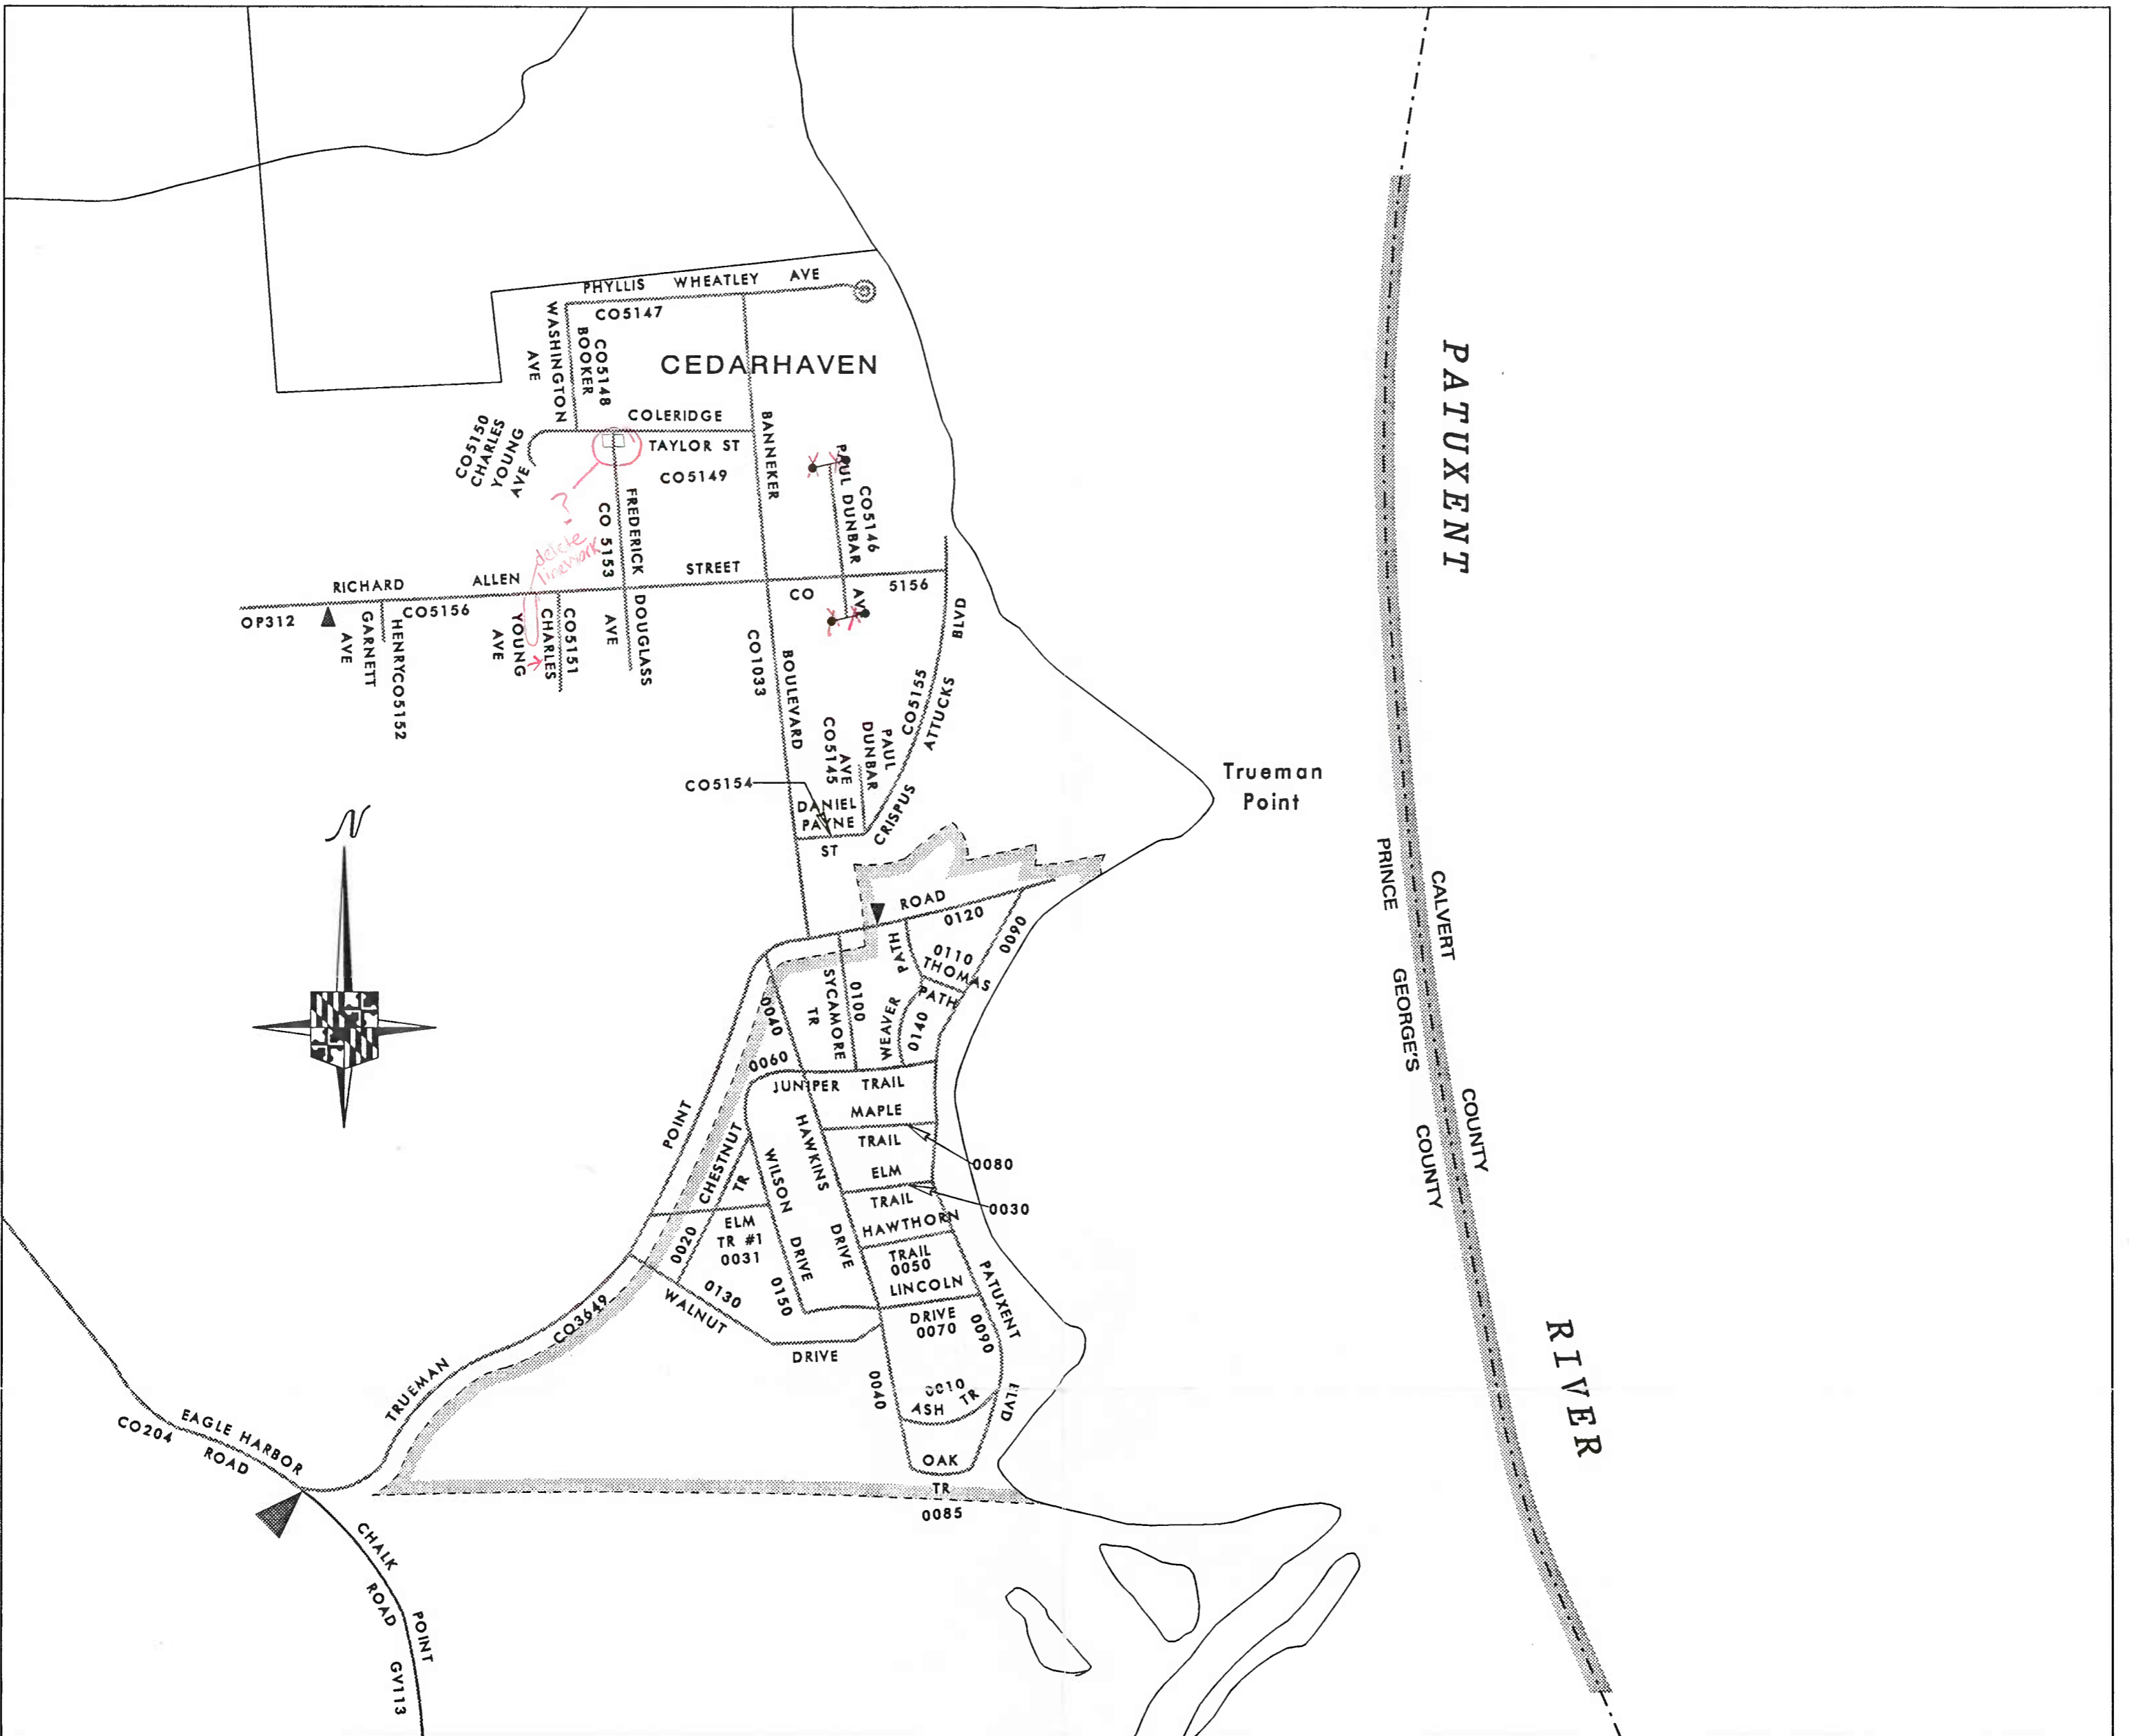 PHYLLIS WHEATLEY AVE
CO5147
WASHINGTON
AVE
BOOKER
CO5148
CEDARHAVEN
COLERIDGE
TAYLOR ST
CO5149
CO5150
CHARLES
YOUNG
AVE
BANNEKER
BOULEVARD
CO1033
PAUL DUNBAR
AVE
CO5146
?
delete
linework
FREDERICK
DOUGLASS
AVE
CO 5153
RICHARD ALLEN STREET
OP312
CO5156
CO 5156
GARNETT
AVE
HENRY
CO5152
YOUNG
AVE
CHARLES
CO5151
BLVD
CO5155
ATTUCKS
CRISPUS
PAUL
DUNBAR
AVE
CO5145
CO5154
DANIEL
PAYNE
ST
Trueman
Point
N
PATUXENT
RIVER
PRINCE
GEORGE'S
COUNTY
CALVERT
COUNTY
ROAD
0120
0090
PATH
0110
THOMAS
PATH
WEAVER
0140
SYCAMORE
TR
0100
0040
0060
JUNIPER TRAIL
MAPLE
TRAIL
0080
ELM
TRAIL
0030
HAWTHORN
TRAIL
0050
LINCOLN
DRIVE
0070
HAWKINS
DRIVE
WILSON
DRIVE
0150
CHESTNUT
TR
0020
ELM
TR #1
0031
0130
WALNUT
DRIVE
PATUXENT
0090
BLVD
0040
0010
ASH TR
OAK
TR
0085
POINT
TRUEMAN
CO3649
EAGLE HARBOR
ROAD
CO204
CHALK
POINT
ROAD
GV113